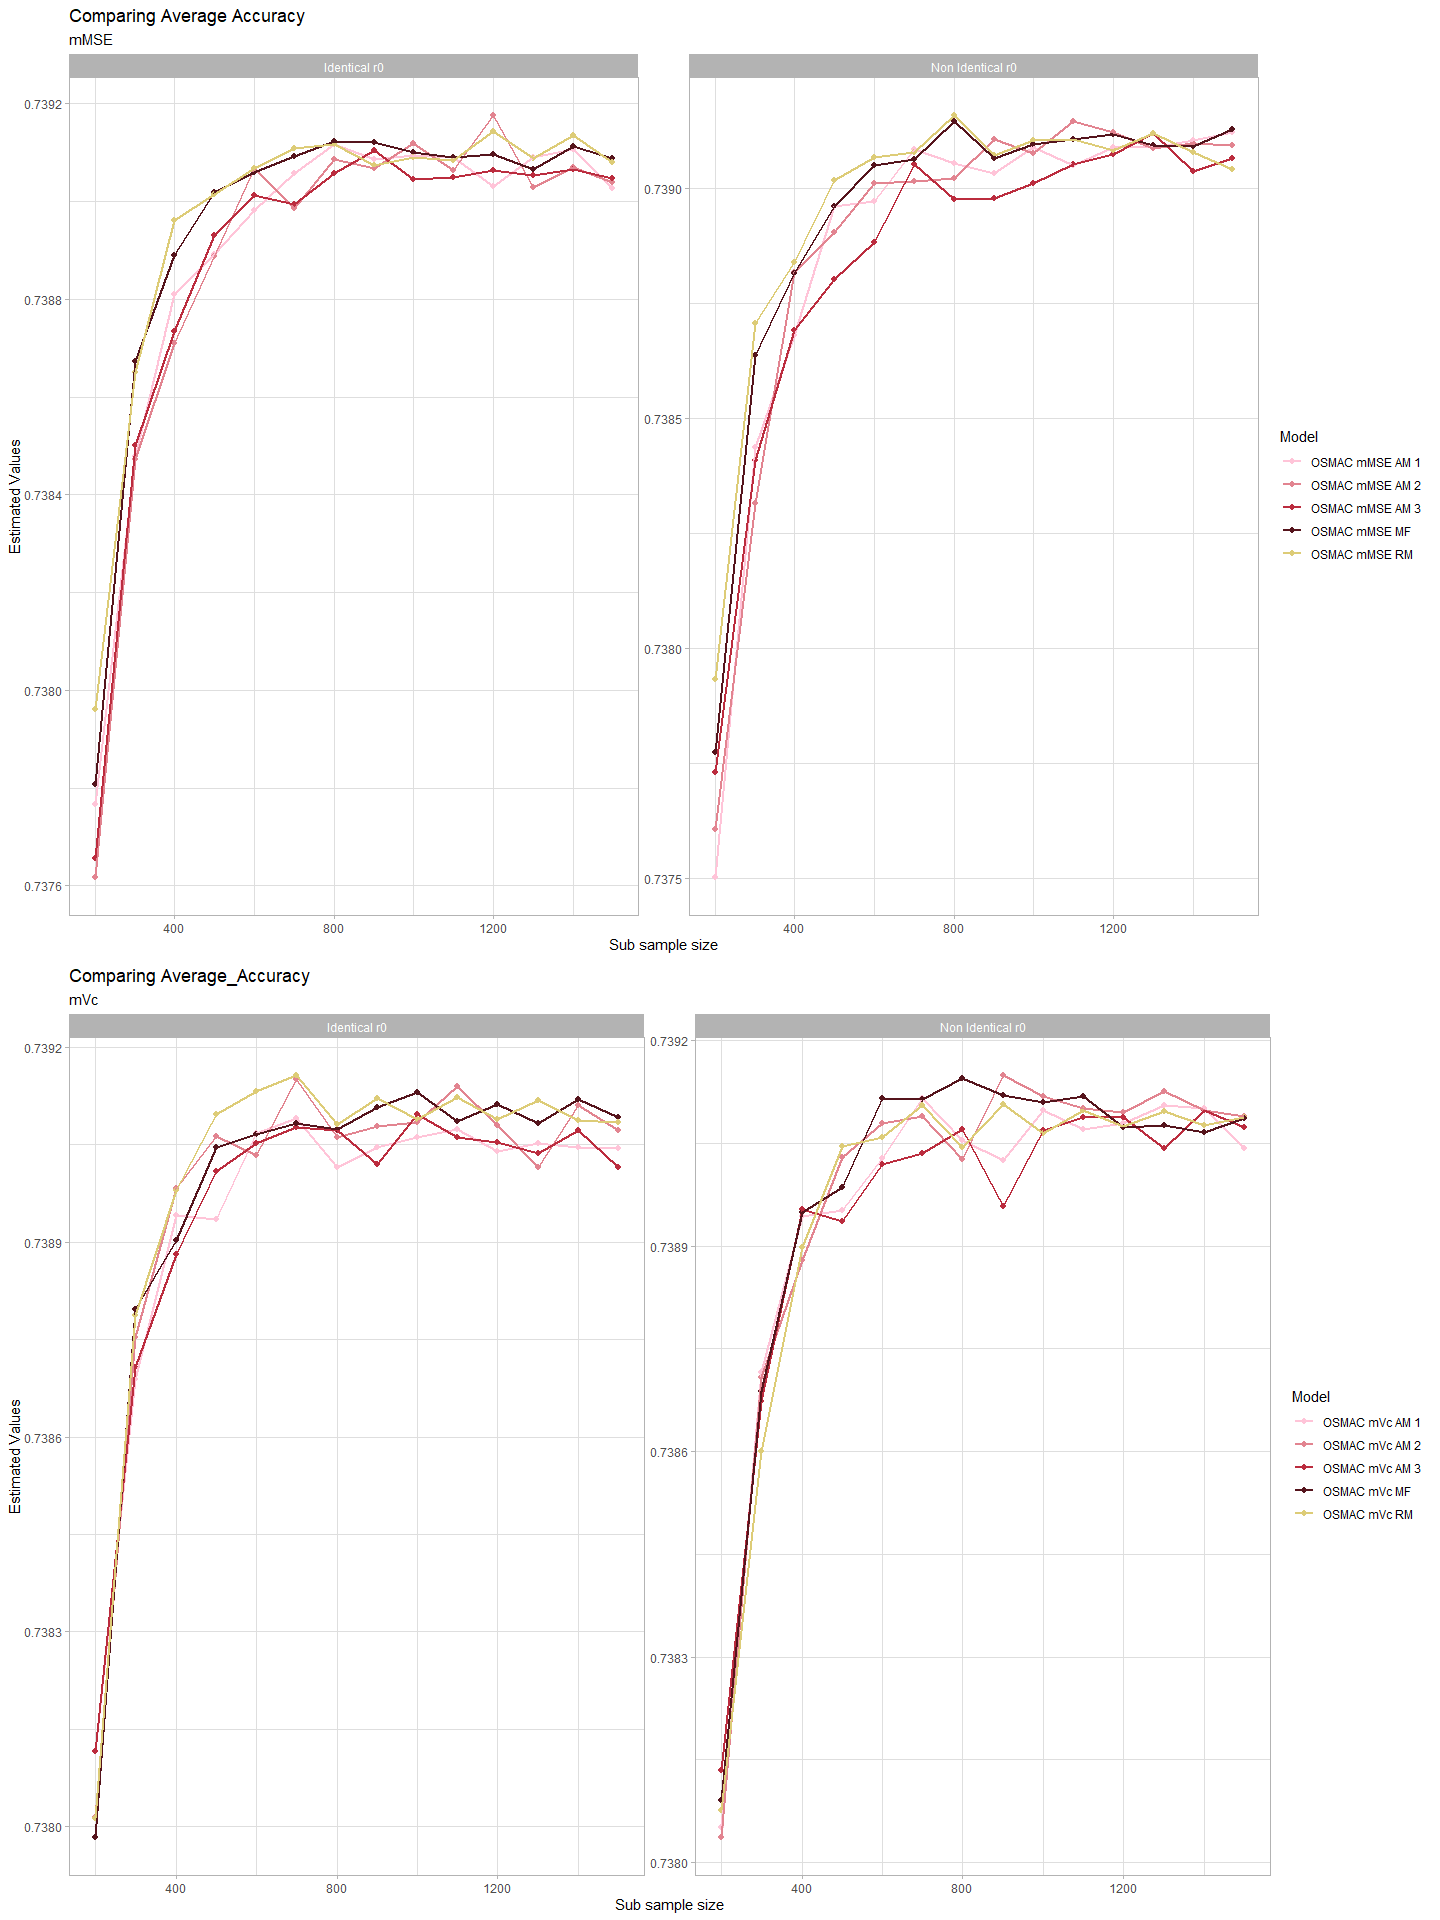 Comparing Average Accuracy
mMSE
Identical r0
Non Identical r0
0.7392
0.7388
0.7384
0.7380
0.7376
0.7390
0.7385
0.7380
0.7375
Estimated Values
400
800
1200
400
800
1200
Sub sample size
Model
OSMAC mMSE AM 1
OSMAC mMSE AM 2
OSMAC mMSE AM 3
OSMAC mMSE MF
OSMAC mMSE RM
Comparing Average_Accuracy
mVc
Identical r0
Non Identical r0
0.7392
0.7389
0.7386
0.7383
0.7380
0.7392
0.7389
0.7386
0.7383
0.7380
Estimated Values
400
800
1200
400
800
1200
Sub sample size
Model
OSMAC mVc AM 1
OSMAC mVc AM 2
OSMAC mVc AM 3
OSMAC mVc MF
OSMAC mVc RM